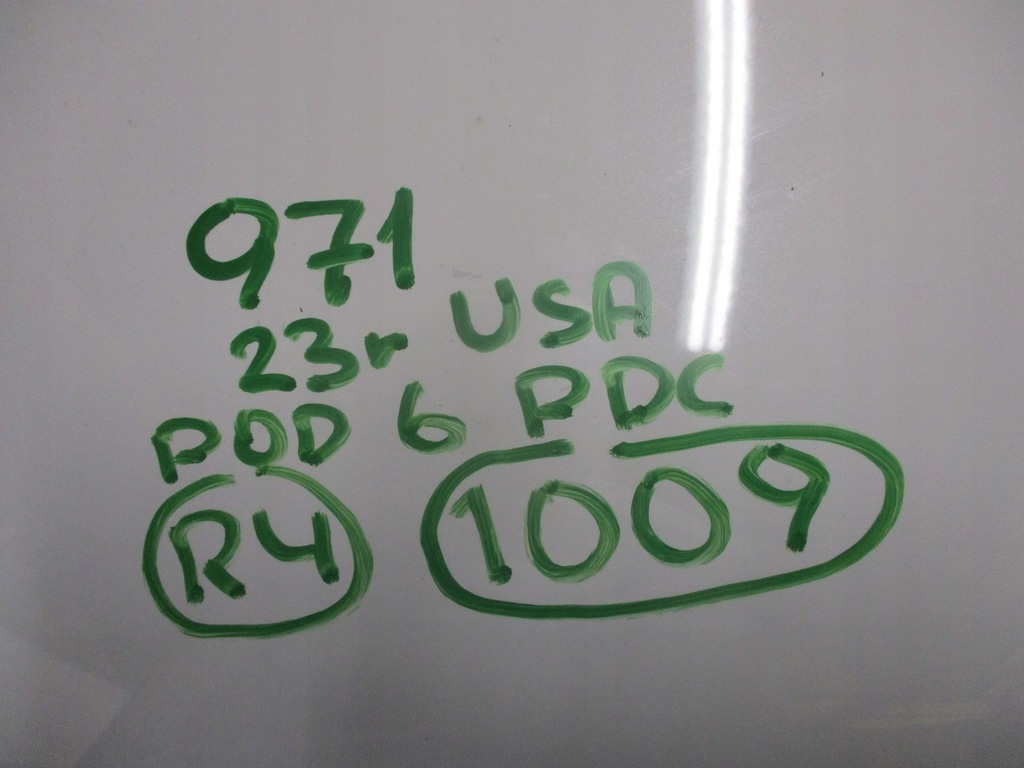 971
23r USA
POD 6 PDC
R4 1009